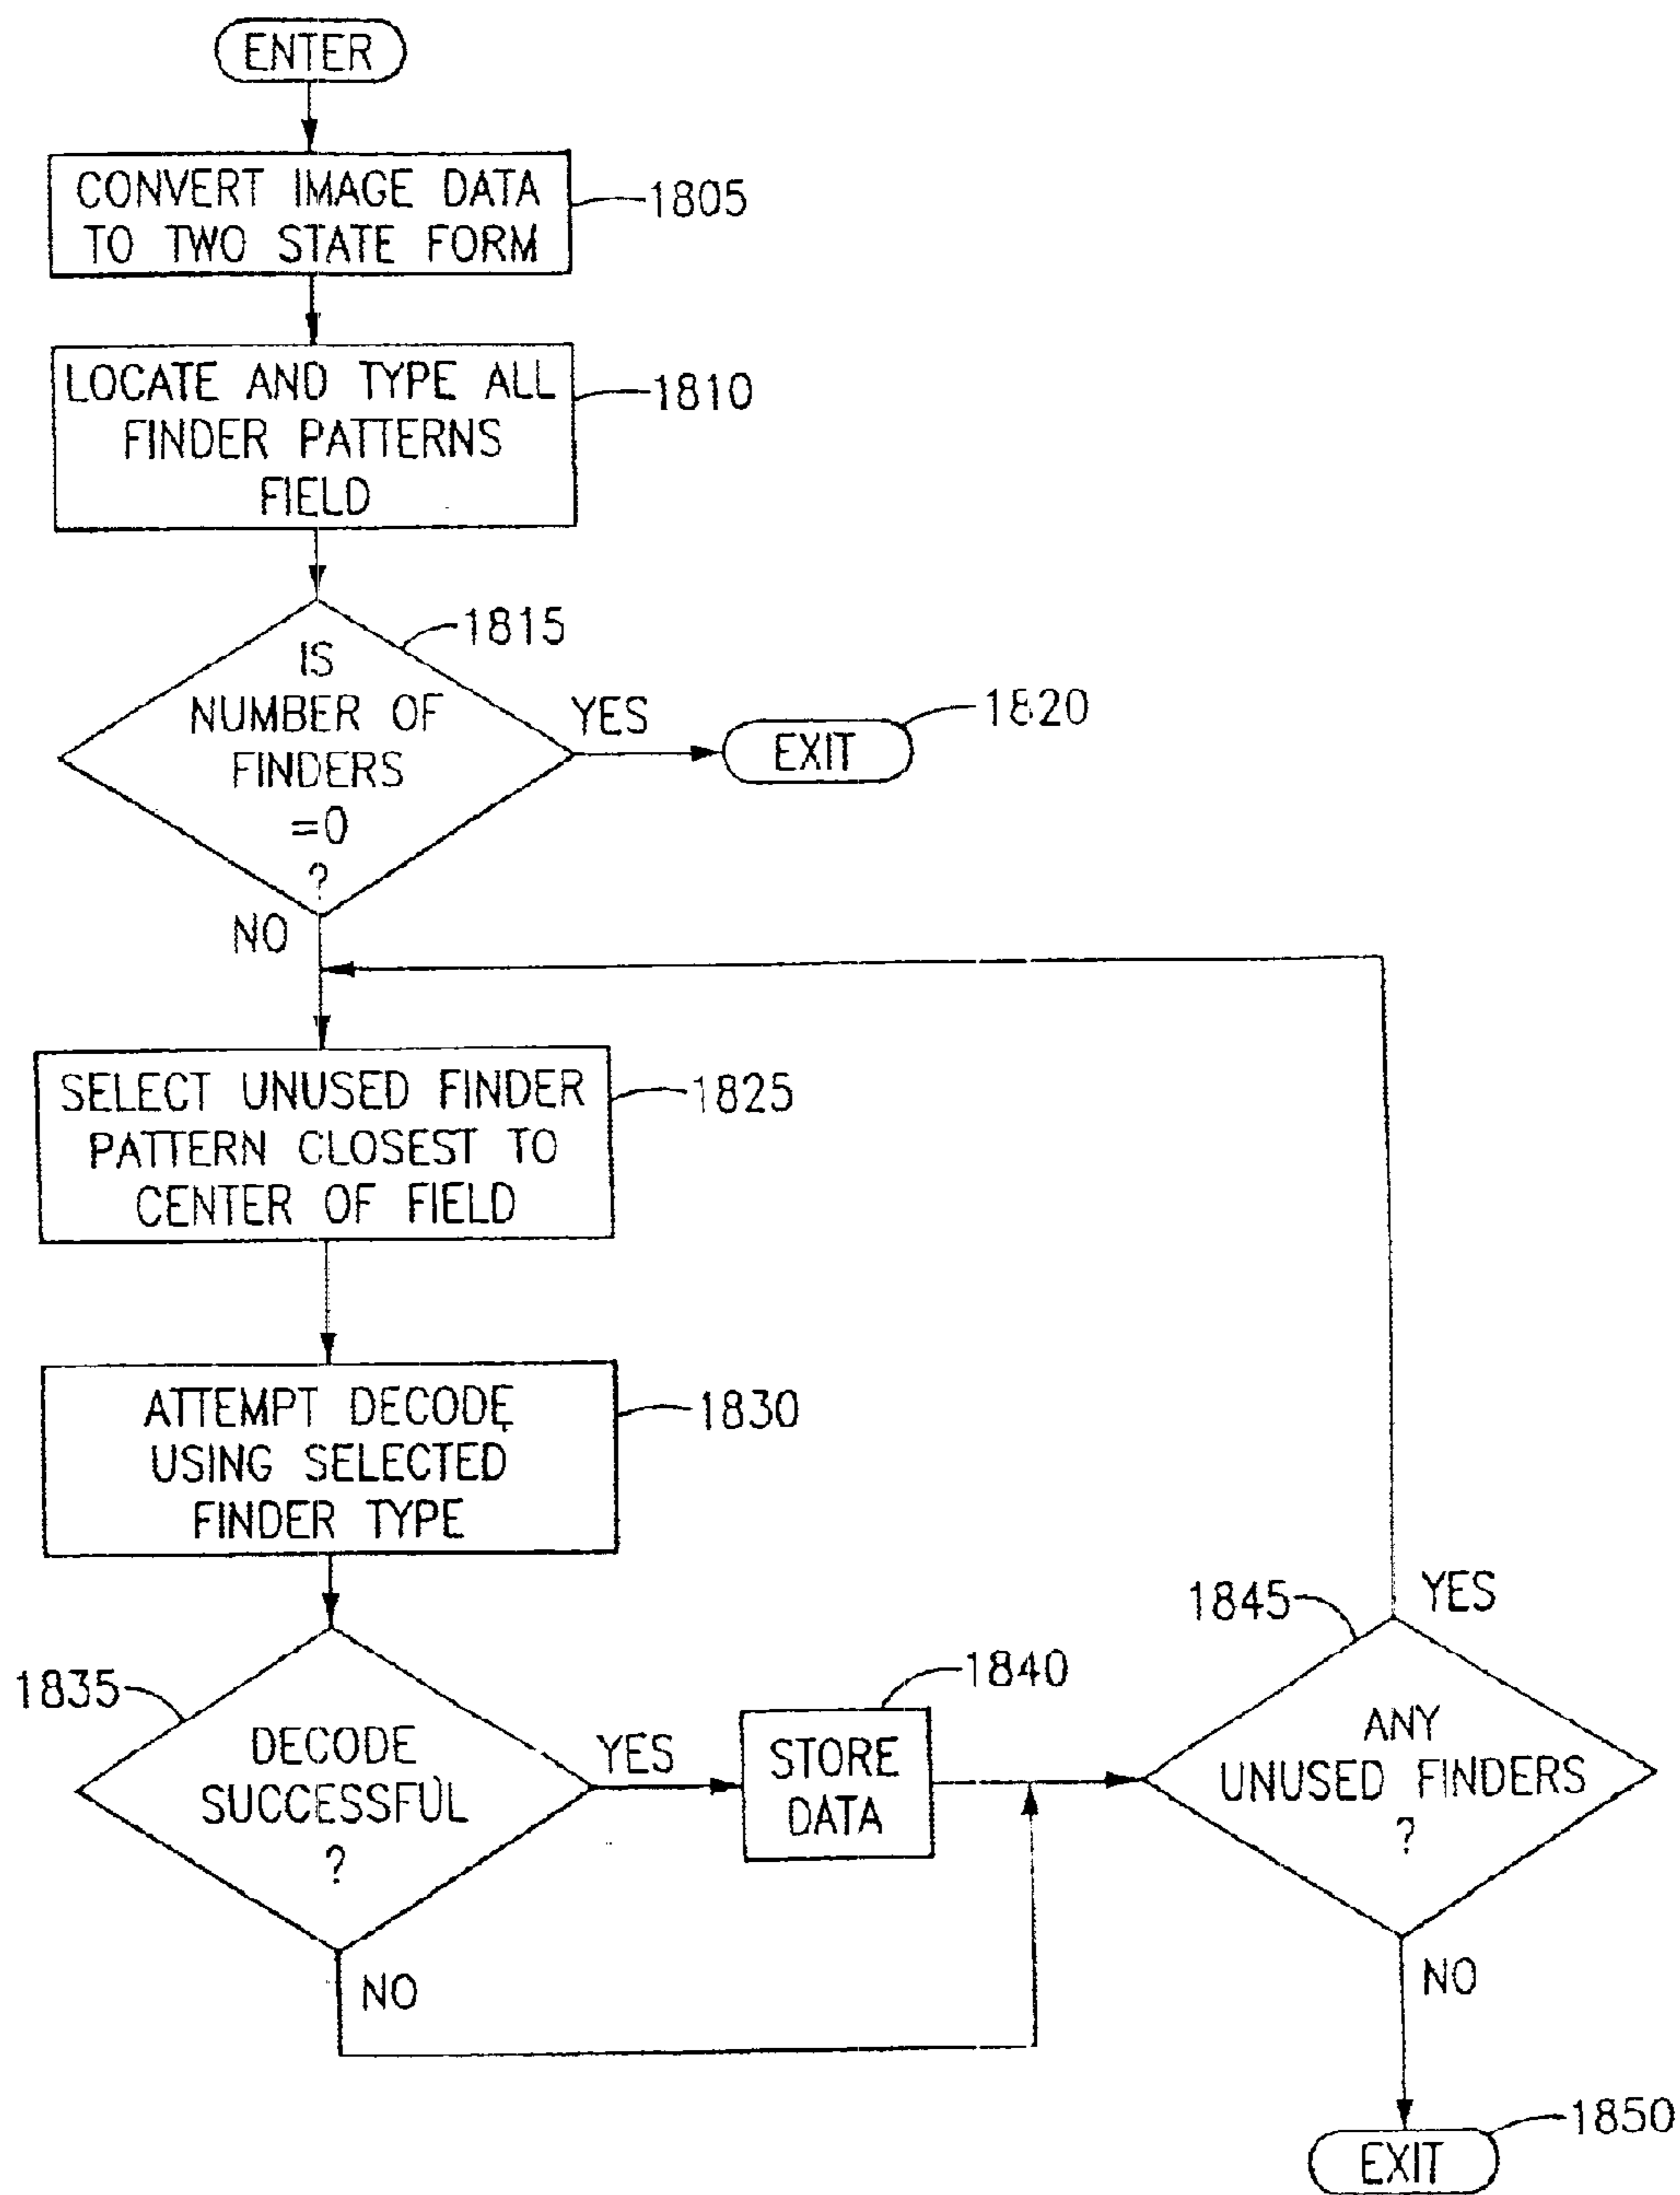 ENTER
CONVERT IMAGE DATA
TO TWO STATE FORM
1805
LOCATE AND TYPE ALL
FINDER PATTERNS
FIELD
1810
IS
NUMBER OF
FINDERS
=0
?
1815
YES
EXIT
1820
NO
SELECT UNUSED FINDER
PATTERN CLOSEST TO
CENTER OF FIELD
1825
ATTEMPT DECODE
USING SELECTED
FINDER TYPE
1830
1835
DECODE
SUCCESSFUL
?
YES
NO
1840
STORE
DATA
1845
ANY
UNUSED FINDERS
?
YES
NO
1850
EXIT